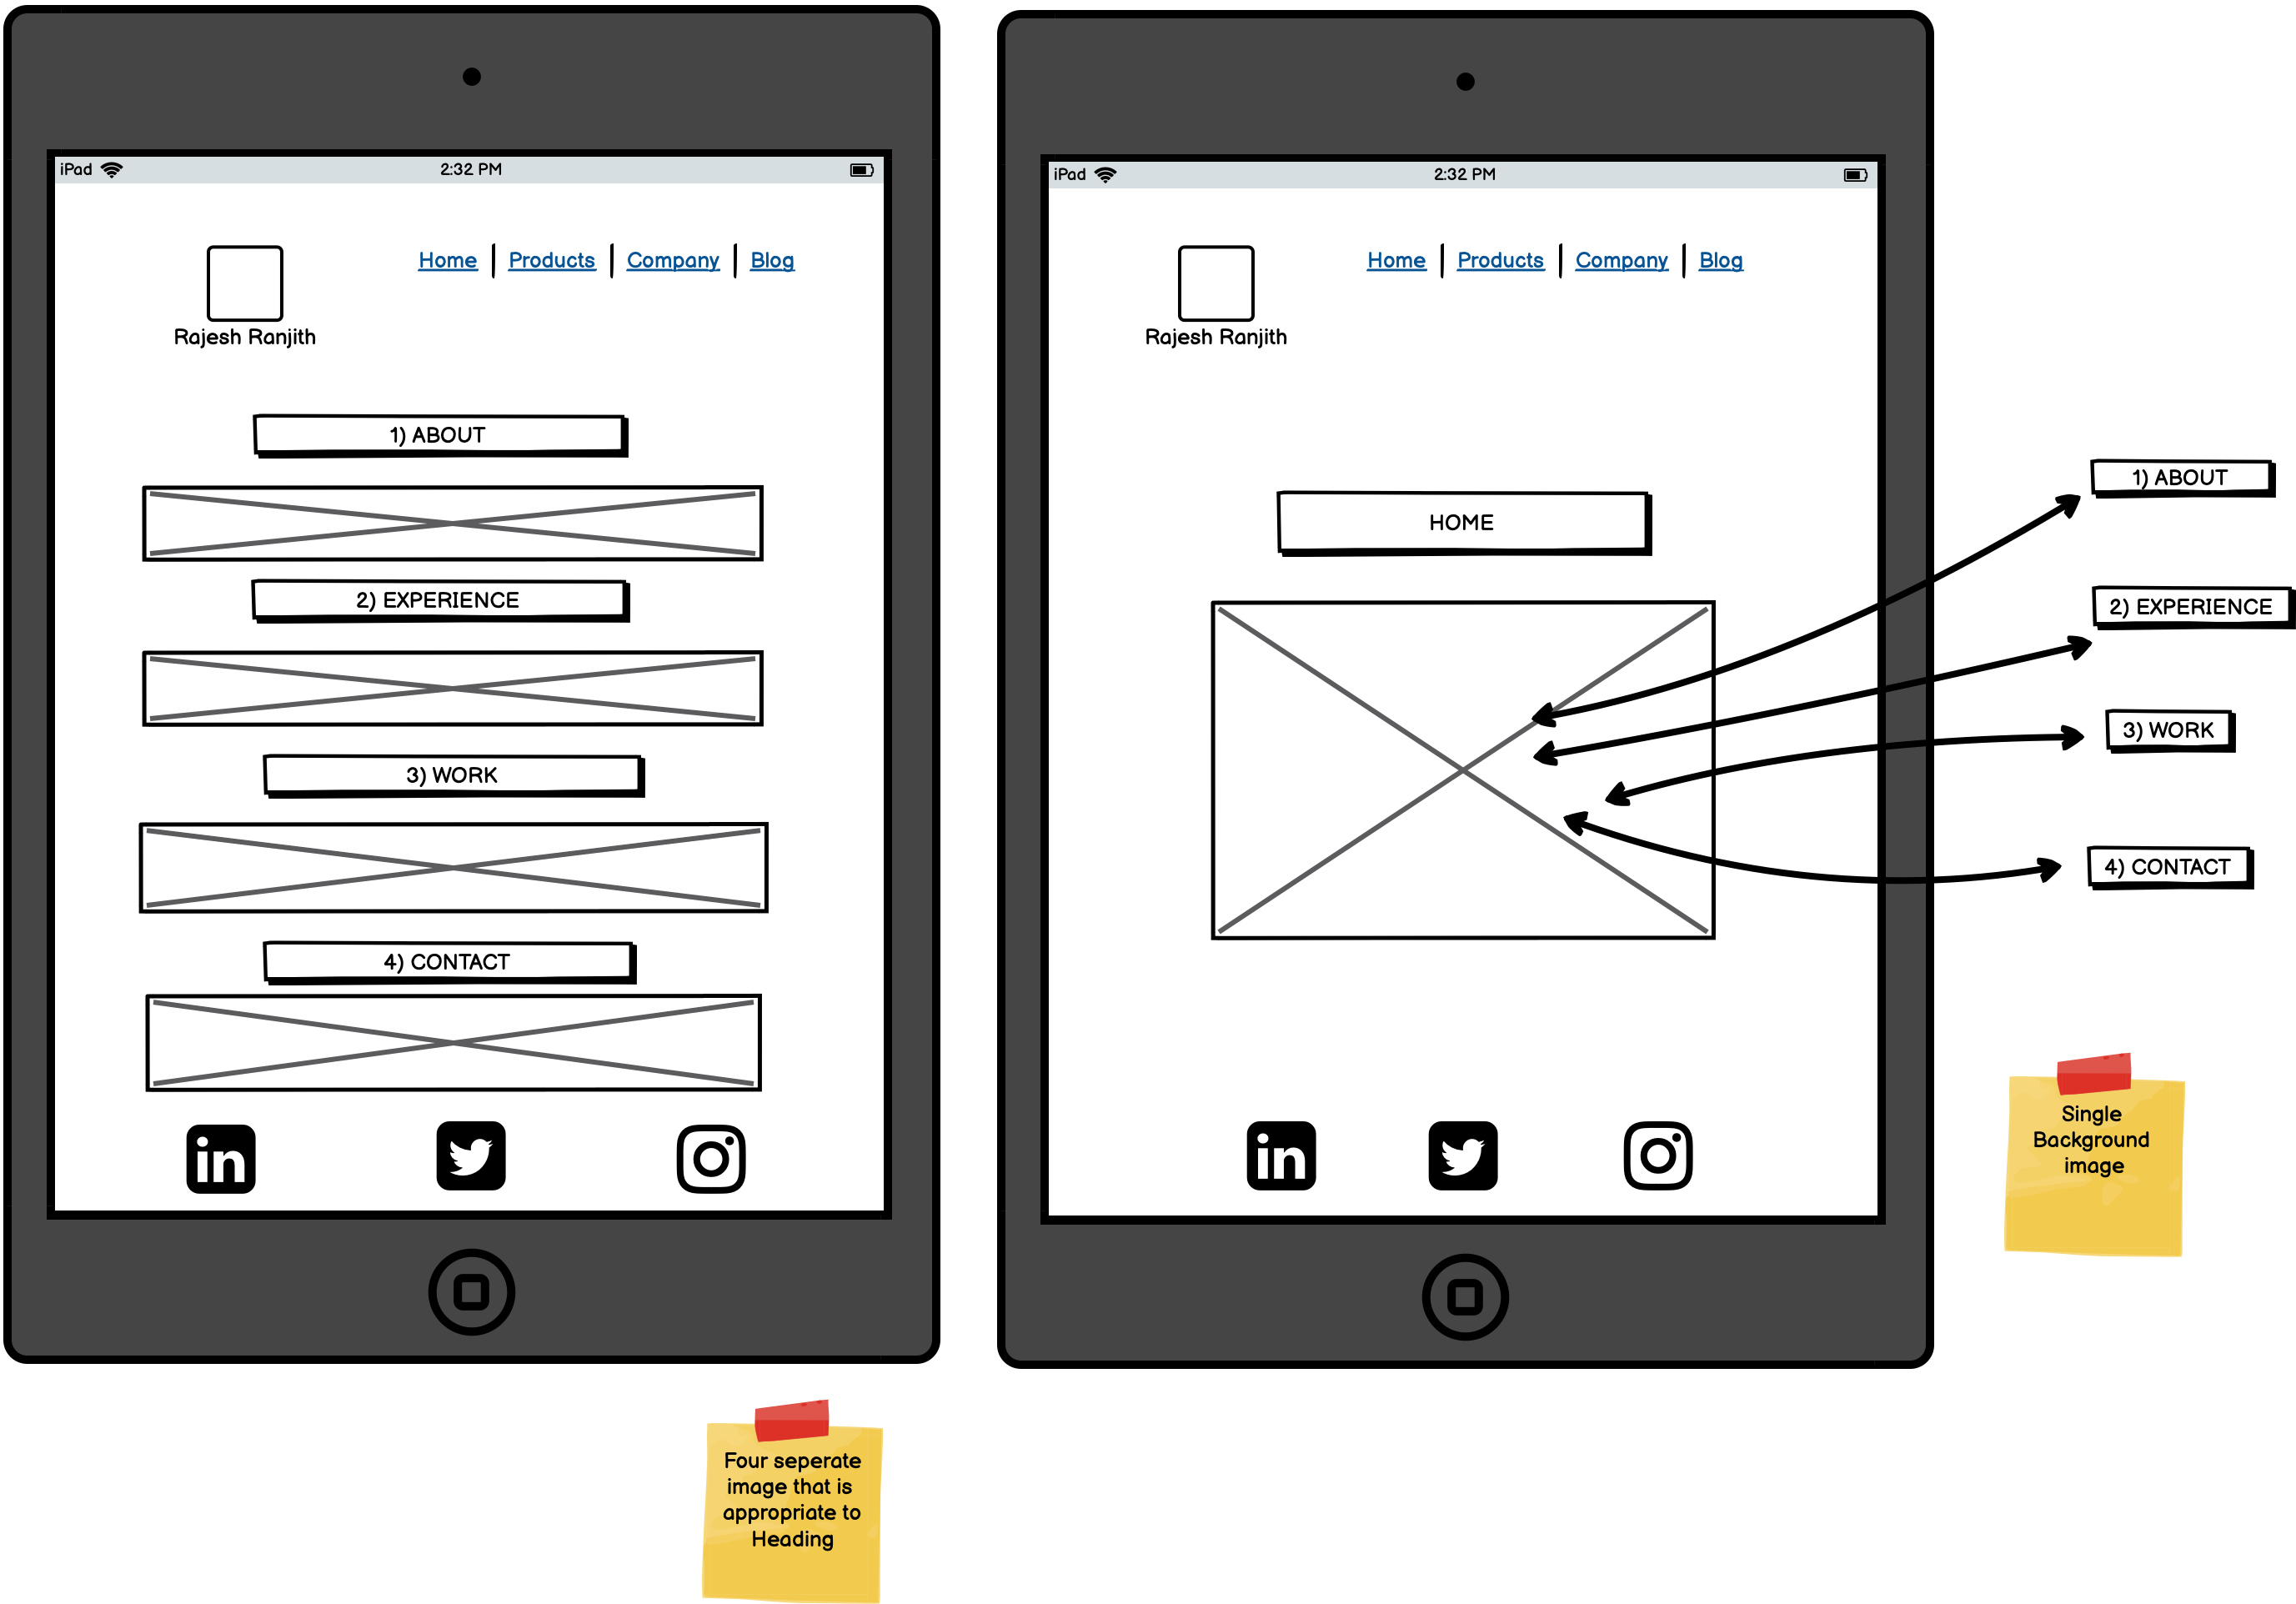 iPad 2:32 PM
Home Products Company Blog
Rajesh Ranjith
1) ABOUT
2) EXPERIENCE
3) WORK
4) CONTACT
in
Four seperate
image that is
appropriate to
Heading
iPad 2:32 PM
Home Products Company Blog
Rajesh Ranjith
HOME
in
1) ABOUT
2) EXPERIENCE
3) WORK
4) CONTACT
Single
Background
image